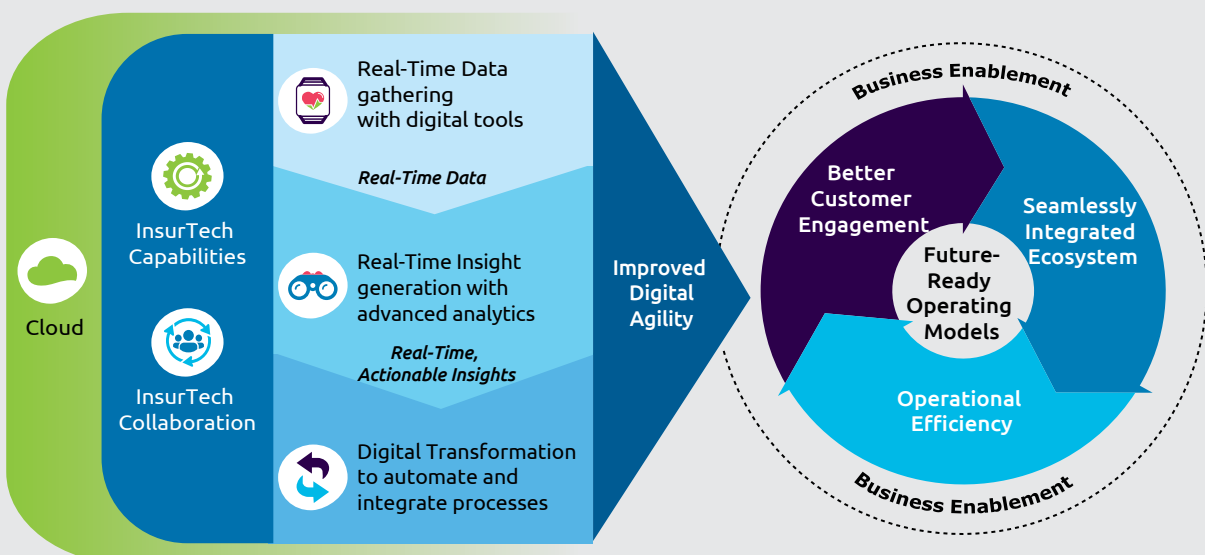 Cloud
InsurTech
Capabilities
InsurTech
Collaboration
Real-Time Data
gathering
with digital tools
Real-Time Data
Real-Time Insight
generation with
advanced analytics
Real-Time,
Actionable Insights
Digital Transformation
to automate and
integrate processes
Improved
Digital
Agility
Business Enablement
Better
Customer
Engagement
Seamlessly
Integrated
Ecosystem
Future-
Ready
Operating
Models
Operational
Efficiency
Business Enablement